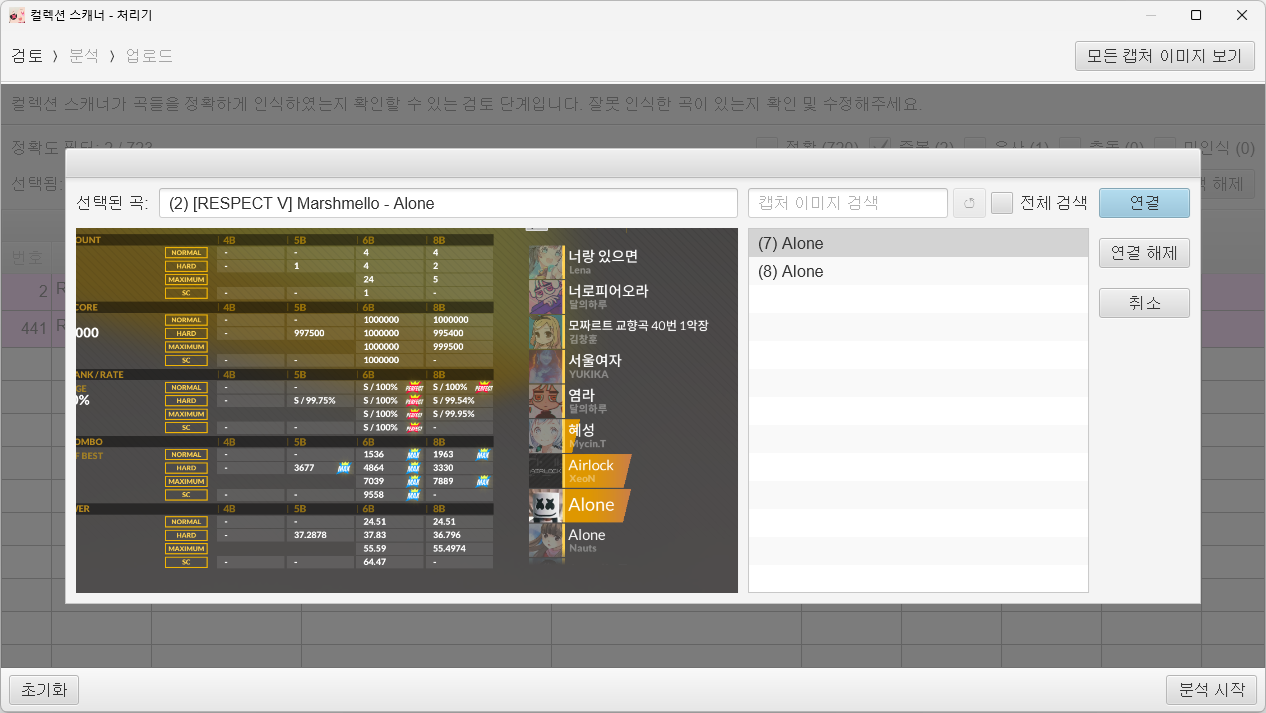 컬렉션 스캐너 - 처리기
검토 > 분석 > 업로드
모든 캡처 이미지 보기
컬렉션 스캐너가 곡들을 정확하게 인식하였는지 확인할 수 있는 검토 단계입니다. 잘못 인식한 곡이 있는지 확인 및 수정해주세요.
정확도 필터: 2 / 723
정확 (720) 중복 (2) 유사 (1) 충돌 (0) 미인식 (0)
선택됨:
해제
번호
2 R
441 R
선택된 곡: (2) [RESPECT V] Marshmello - Alone
캡처 이미지 검색
전체 검색
연결
(7) Alone
(8) Alone
연결 해제
취소
OUNT 4B 5B 6B 8B
NORMAL - - 4 4
HARD - 1 4 2
MAXIMUM 24 5
SC - - 1 -
CORE 4B 5B 6B 8B
000
NORMAL - - 1000000 1000000
HARD - 997500 1000000 995400
MAXIMUM 1000000 999500
SC - - 1000000 -
ANK / RATE 4B 5B 6B 8B
GE
0%
NORMAL - - S / 100% PERFECT S / 100% PERFECT
HARD - S / 99.75% S / 100% PERFECT S / 99.54%
MAXIMUM S / 100% PERFECT S / 99.95%
SC - - S / 100% PERFECT -
OMBO 4B 5B 6B 8B
F BEST
NORMAL - - 1536 MAX 1963 MAX
HARD - 3677 MAX 4864 MAX 3330
MAXIMUM 7039 MAX 7889 MAX
SC - - 9558 MAX -
WER 4B 5B 6B 8B
NORMAL - - 24.51 24.51
HARD - 37.2878 37.83 36.796
MAXIMUM 55.59 55.4974
SC - - 64.47 -
너랑 있으면
Lena
너로피어오라
달의하루
모짜르트 교향곡 40번 1악장
김창훈
서울여자
YUKIKA
염라
달의하루
혜성
Mycin.T
AIRLOCK
Airlock
XeoN
Alone
Alone
Nauts
초기화
분석 시작